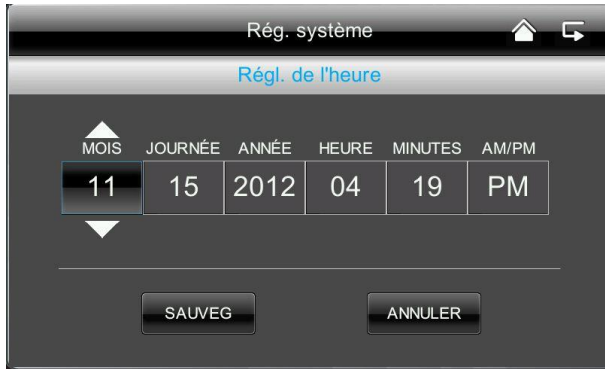 Rég. système
Régl. de l'heure
MOIS JOURNÉE ANNÉE HEURE MINUTES AM/PM
11 15 2012 04 19 PM
SAUVEG ANNULER